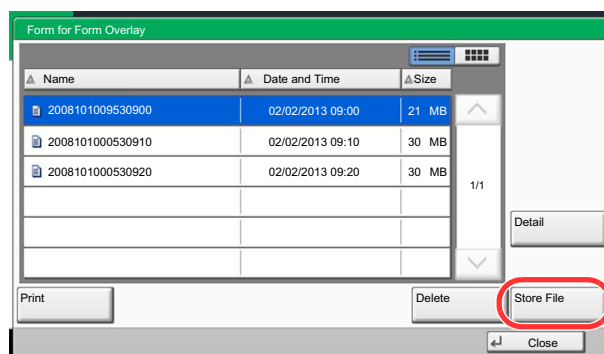 Form for Form Overlay
Name Date and Time Size
2008101009530900 02/02/2013 09:00 21 MB
2008101000530910 02/02/2013 09:10 30 MB
2008101000530920 02/02/2013 09:20 30 MB
1/1
Detail
Print Delete Store File
Close